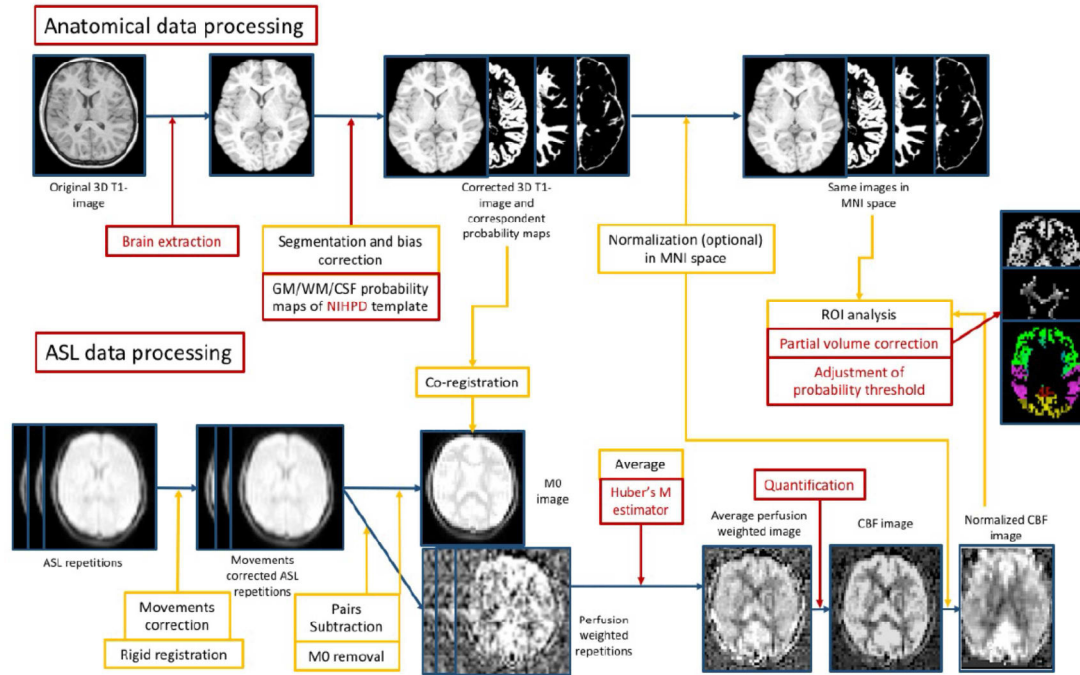 Anatomical data processing
Original 3D T1-
image
Corrected 3D T1-
image and
correspondent
probability maps
Same images in
MNI space
Brain extraction
Segmentation and bias
correction
GM/WM/CSF probability
maps of NIHPD template
Normalization (optional)
in MNI space
ROI analysis
Partial volume correction
Adjustment of
probability threshold
ASL data processing
Co-registration
M0
image
Average
Huber's M
estimator
Quantification
ASL repetitions
Movements
corrected ASL
repetitions
Average perfusion
weighted image
CBF image
Normalized CBF
image
Movements
correction
Rigid registration
Pairs
Subtraction
M0 removal
Perfusion
weighted
repetitions